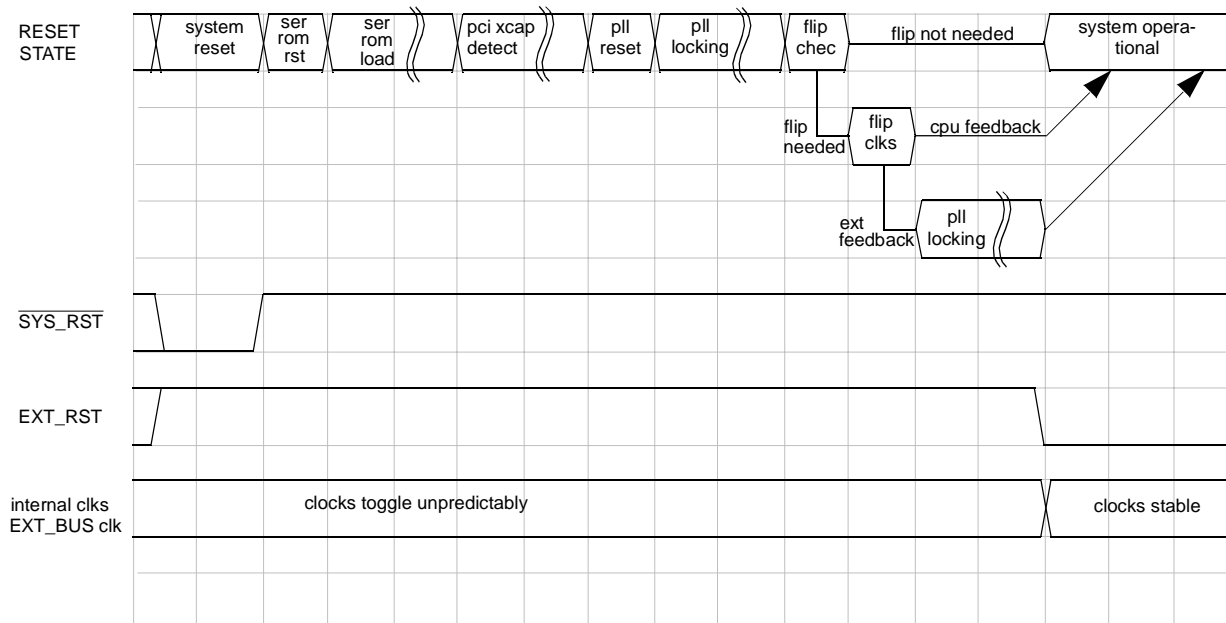 RESET
STATE
system
reset
ser
rom
rst
ser
rom
load
pci xcap
detect
pll
reset
pll
locking
flip
chec
flip not needed
system opera-
tional
flip
needed
flip
clks
cpu feedback
ext
feedback
pll
locking
SYS_RST
EXT_RST
internal clks
EXT_BUS clk
clocks toggle unpredictably
clocks stable